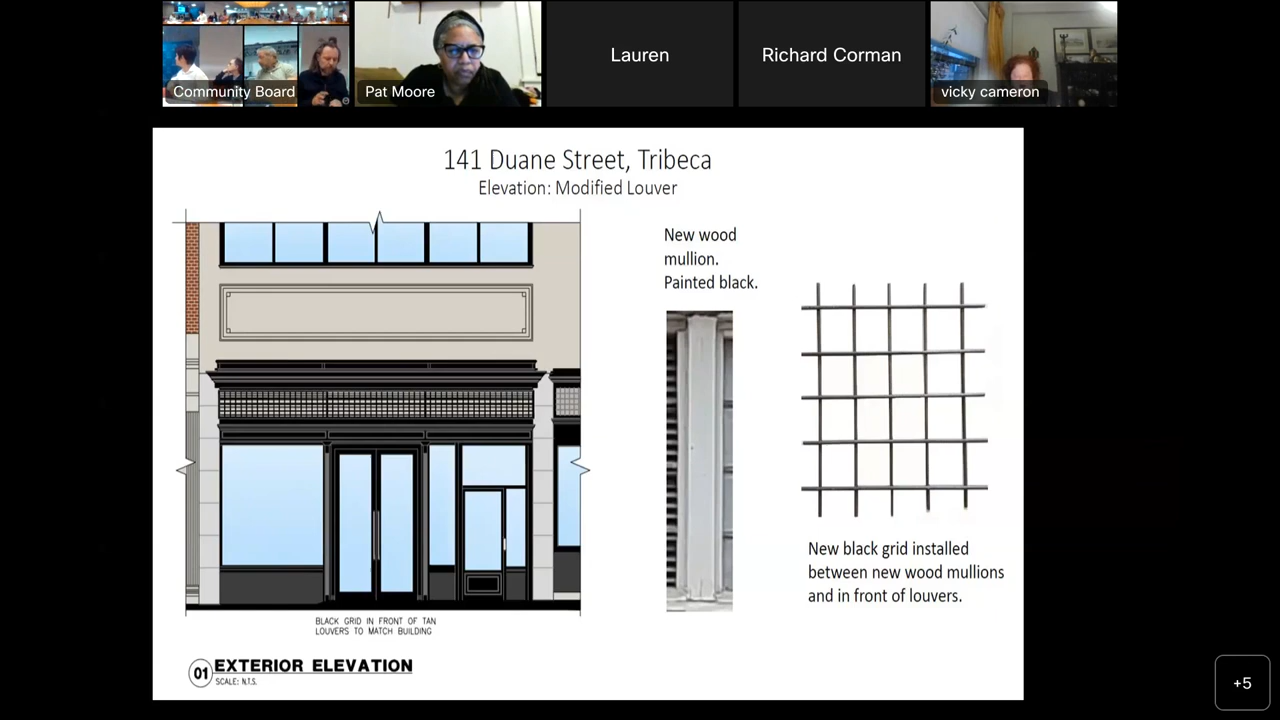 Community Board
Pat Moore
Lauren
Richard Corman
vicky cameron
141 Duane Street, Tribeca
Elevation: Modified Louver
New wood
mullion.
Painted black.
New black grid installed
between new wood mullions
and in front of louvers.
BLACK GRID IN FRONT OF TAN
LOUVERS TO MATCH BUILDING
01 EXTERIOR ELEVATION
SCALE: N.T.S.
+5